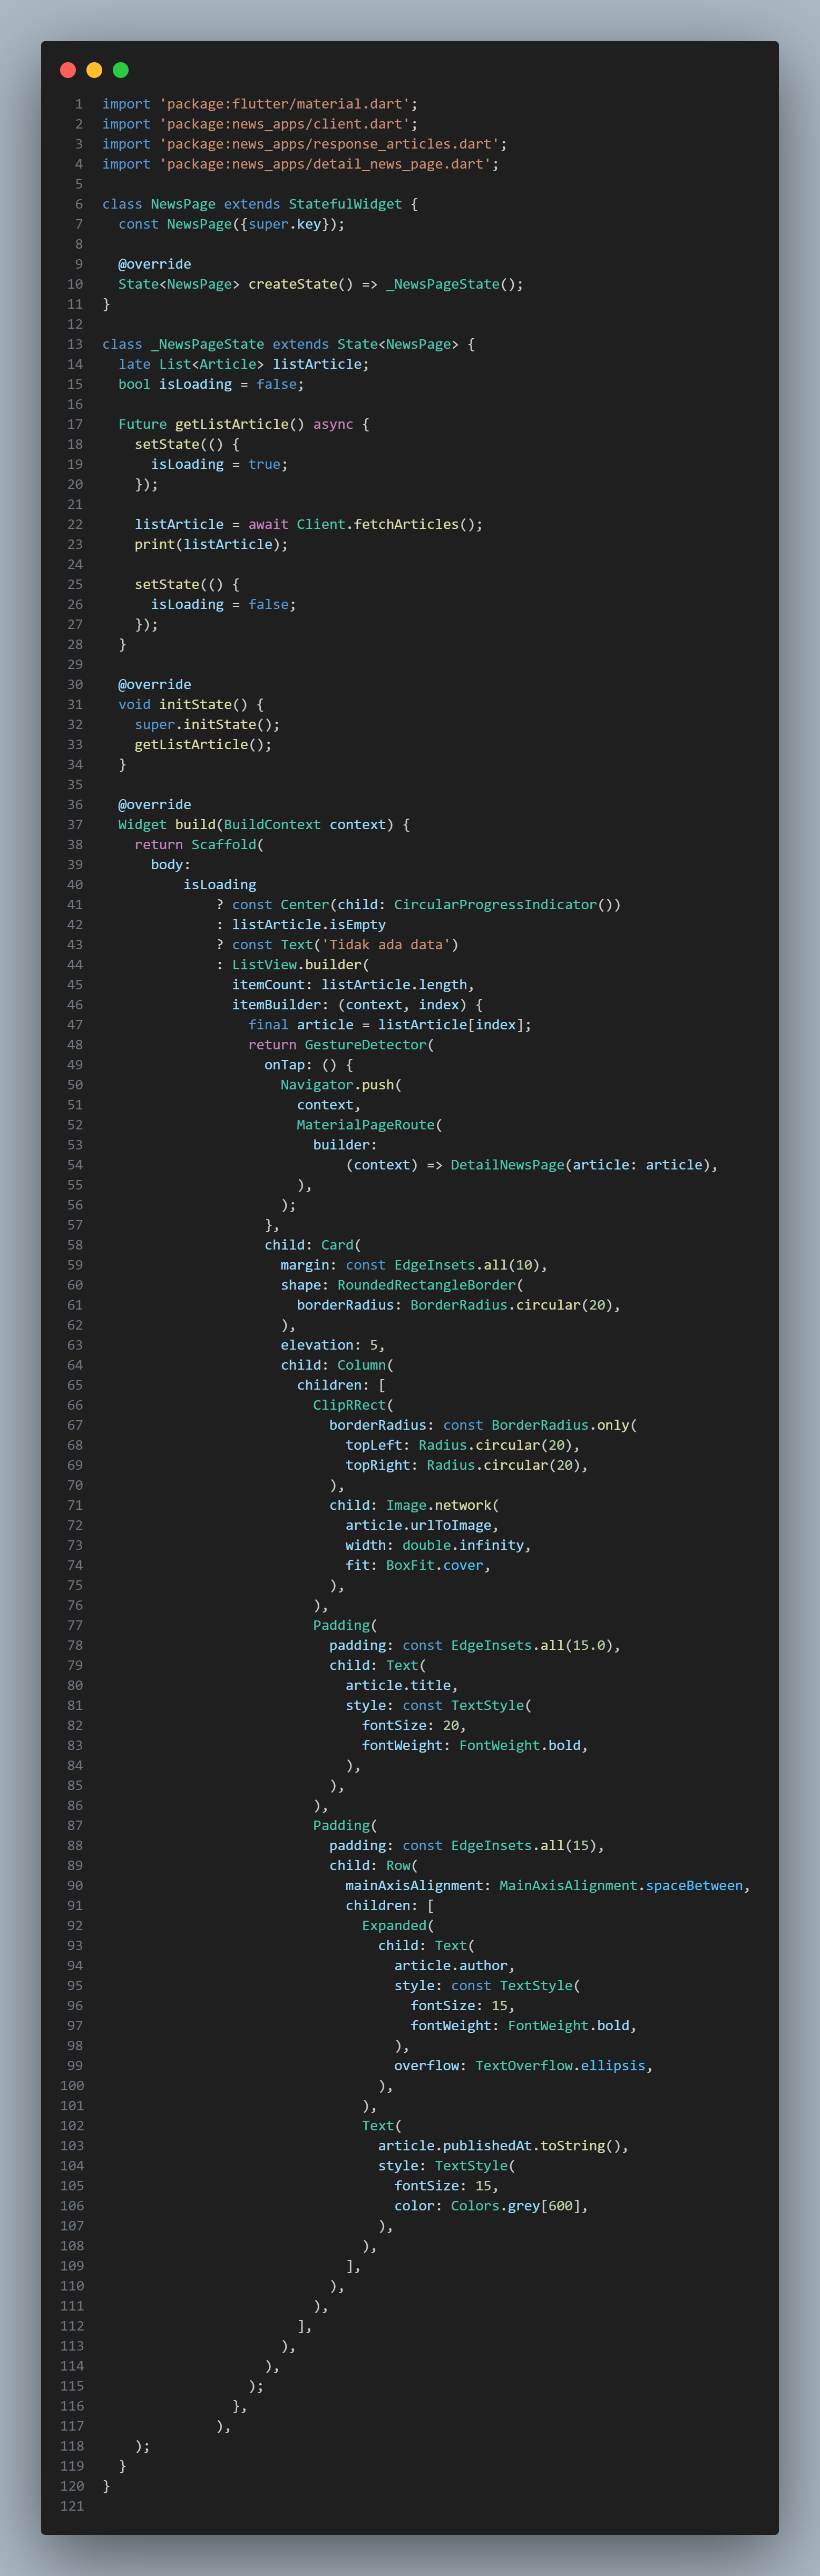 1 import 'package:flutter/material.dart';
2 import 'package:news_apps/client.dart';
3 import 'package:news_apps/response_articles.dart';
4 import 'package:news_apps/detail_news_page.dart';
5
6 class NewsPage extends StatefulWidget {
7   const NewsPage({super.key});
8
9   @override
10   State<NewsPage> createState() => _NewsPageState();
11 }
12
13 class _NewsPageState extends State<NewsPage> {
14   late List<Article> listArticle;
15   bool isLoading = false;
16
17   Future getListArticle() async {
18     setState(() {
19       isLoading = true;
20     });
21
22     listArticle = await Client.fetchArticles();
23     print(listArticle);
24
25     setState(() {
26       isLoading = false;
27     });
28   }
29
30   @override
31   void initState() {
32     super.initState();
33     getListArticle();
34   }
35
36   @override
37   Widget build(BuildContext context) {
38     return Scaffold(
39       body:
40           isLoading
41               ? const Center(child: CircularProgressIndicator())
42               : listArticle.isEmpty
43               ? const Text('Tidak ada data')
44               : ListView.builder(
45                 itemCount: listArticle.length,
46                 itemBuilder: (context, index) {
47                   final article = listArticle[index];
48                   return GestureDetector(
49                     onTap: () {
50                       Navigator.push(
51                         context,
52                         MaterialPageRoute(
53                           builder:
54                               (context) => DetailNewsPage(article: article),
55                         ),
56                       );
57                     },
58                     child: Card(
59                       margin: const EdgeInsets.all(10),
60                       shape: RoundedRectangleBorder(
61                         borderRadius: BorderRadius.circular(20),
62                       ),
63                       elevation: 5,
64                       child: Column(
65                         children: [
66                           ClipRRect(
67                             borderRadius: const BorderRadius.only(
68                               topLeft: Radius.circular(20),
69                               topRight: Radius.circular(20),
70                             ),
71                             child: Image.network(
72                               article.urlToImage,
73                               width: double.infinity,
74                               fit: BoxFit.cover,
75                             ),
76                           ),
77                           Padding(
78                             padding: const EdgeInsets.all(15.0),
79                             child: Text(
80                               article.title,
81                               style: const TextStyle(
82                                 fontSize: 20,
83                                 fontWeight: FontWeight.bold,
84                               ),
85                             ),
86                           ),
87                           Padding(
88                             padding: const EdgeInsets.all(15),
89                             child: Row(
90                               mainAxisAlignment: MainAxisAlignment.spaceBetween,
91                               children: [
92                                 Expanded(
93                                   child: Text(
94                                     article.author,
95                                     style: const TextStyle(
96                                       fontSize: 15,
97                                       fontWeight: FontWeight.bold,
98                                     ),
99                                     overflow: TextOverflow.ellipsis,
100                                   ),
101                                 ),
102                                 Text(
103                                   article.publishedAt.toString(),
104                                   style: TextStyle(
105                                     fontSize: 15,
106                                     color: Colors.grey[600],
107                                   ),
108                                 ),
109                               ],
110                             ),
111                           ),
112                         ],
113                       ),
114                     ),
115                   );
116                 },
117               ),
118     );
119   }
120 }
121